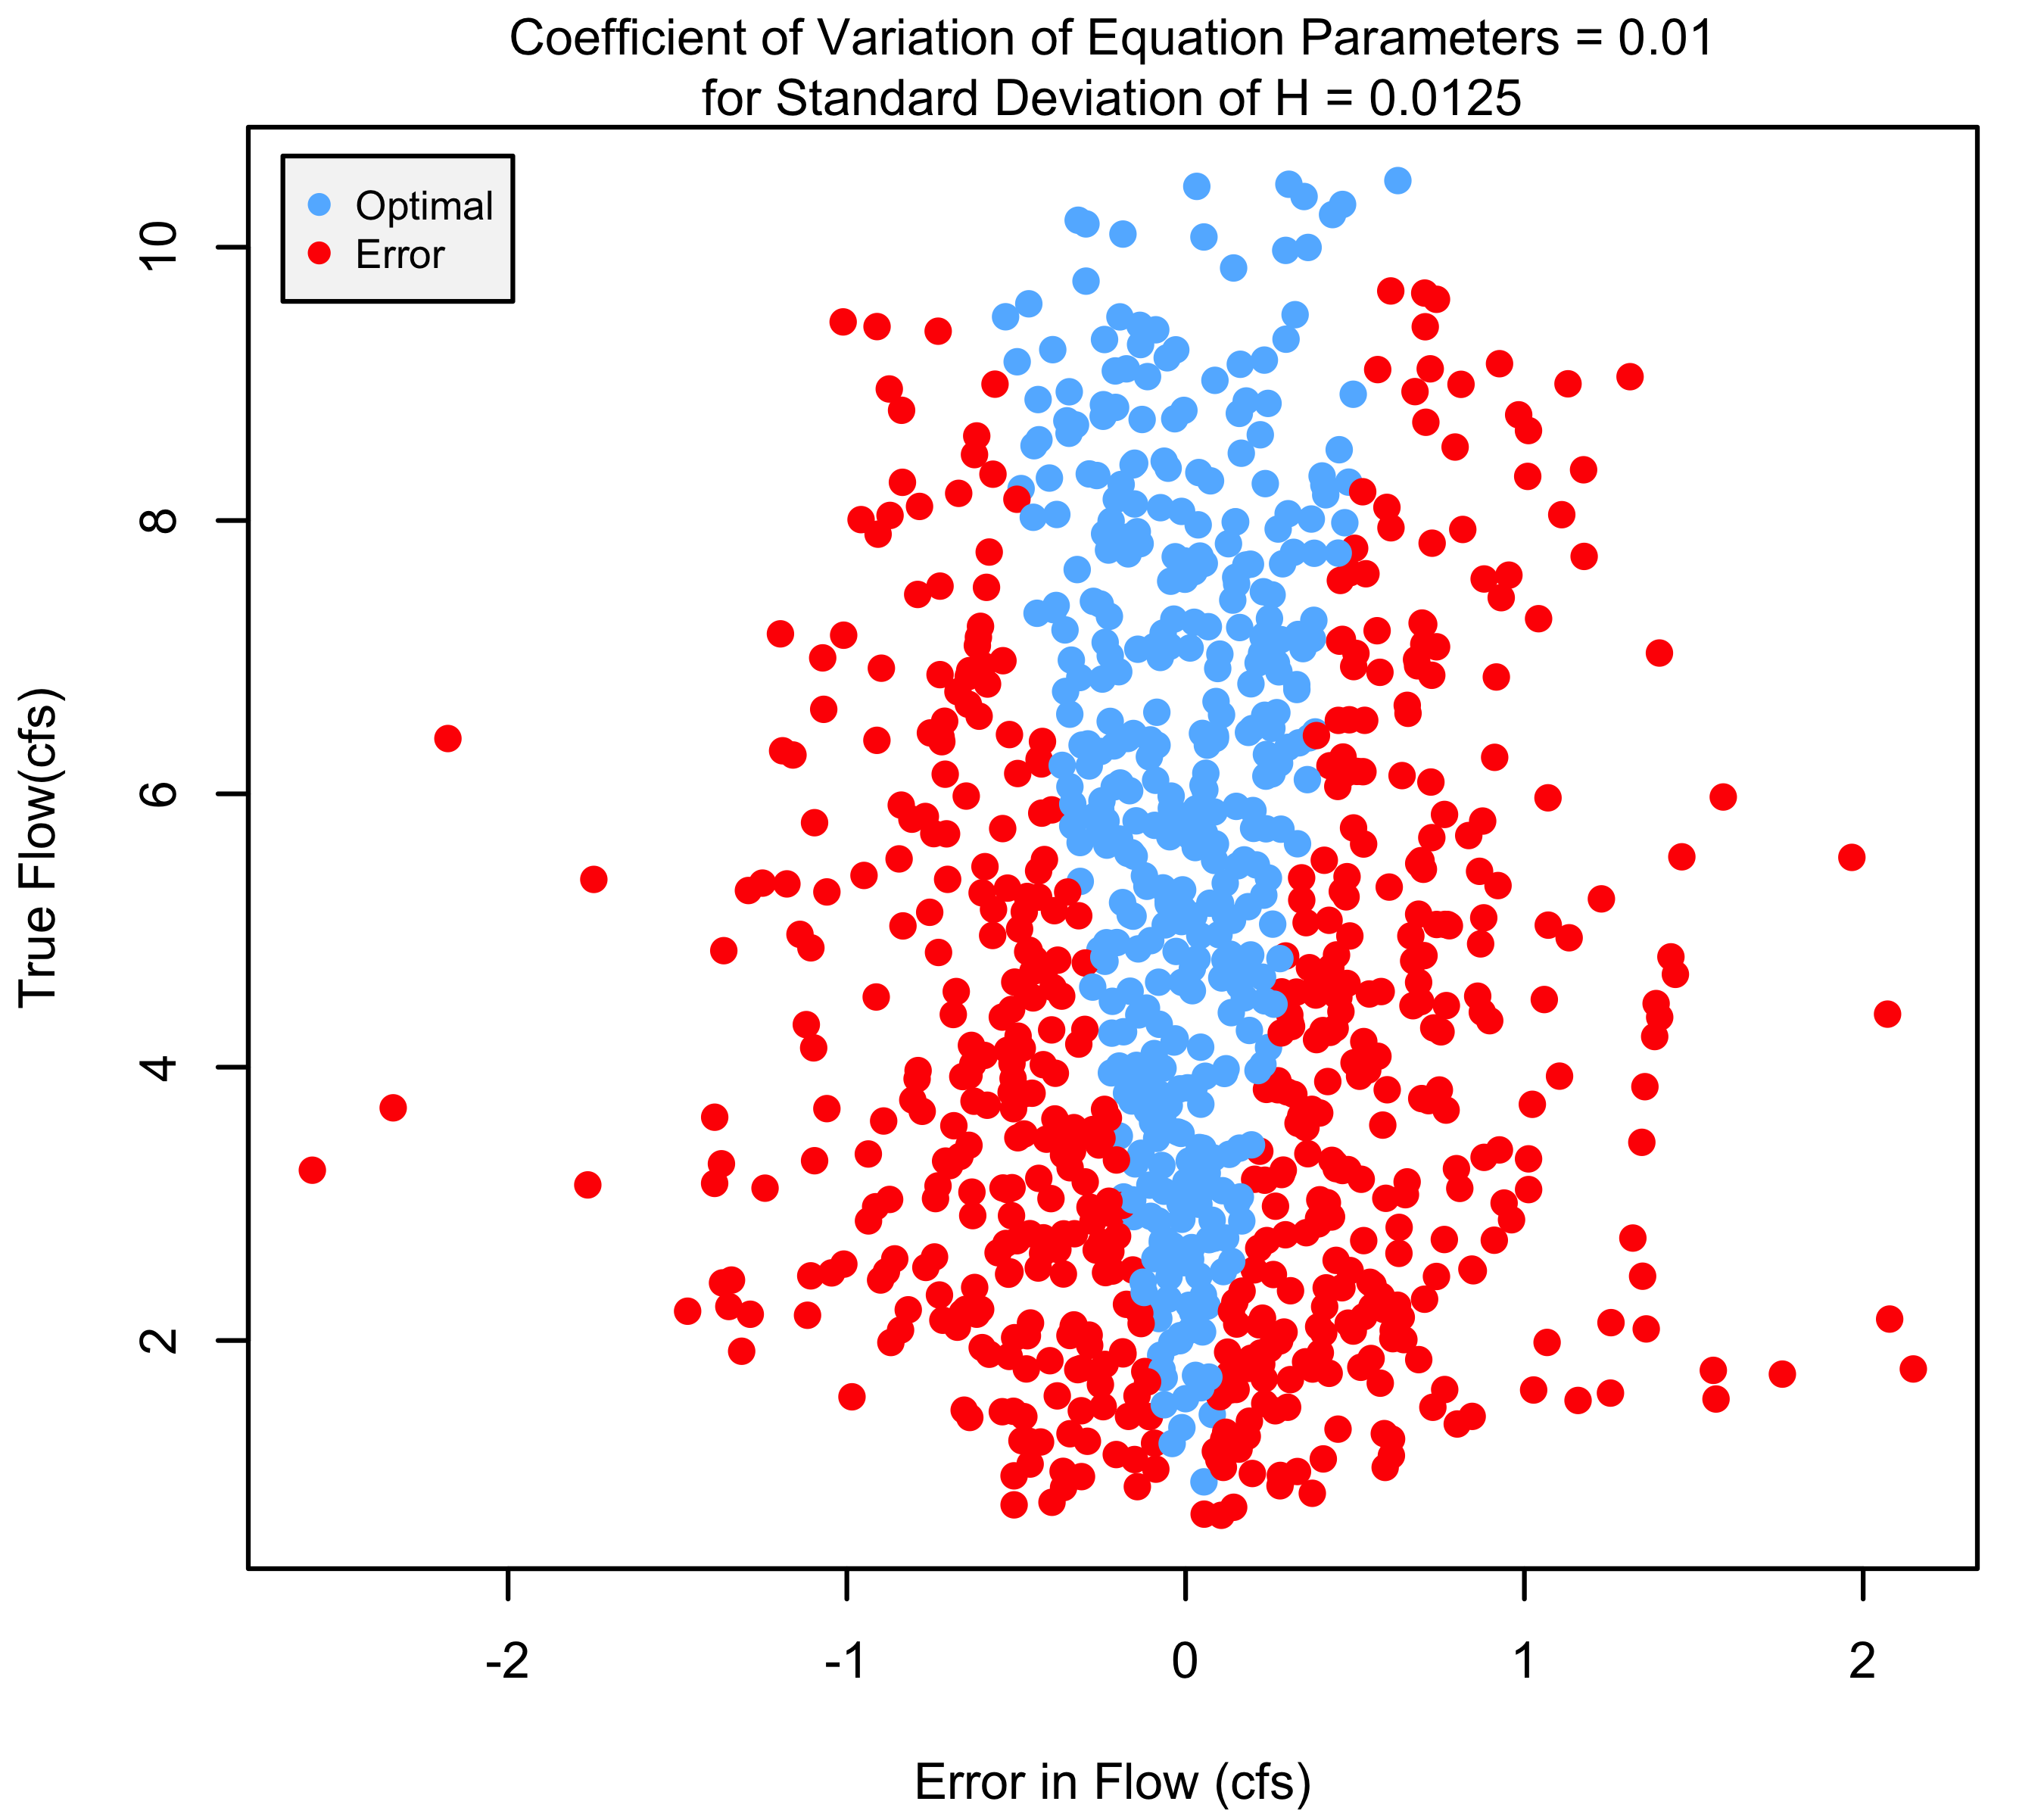 Coefficient of Variation of Equation Parameters = 0.01
for Standard Deviation of H = 0.0125
Optimal
Error
10
8
6
4
2
True Flow(cfs)
-2
-1
0
1
2
Error in Flow (cfs)